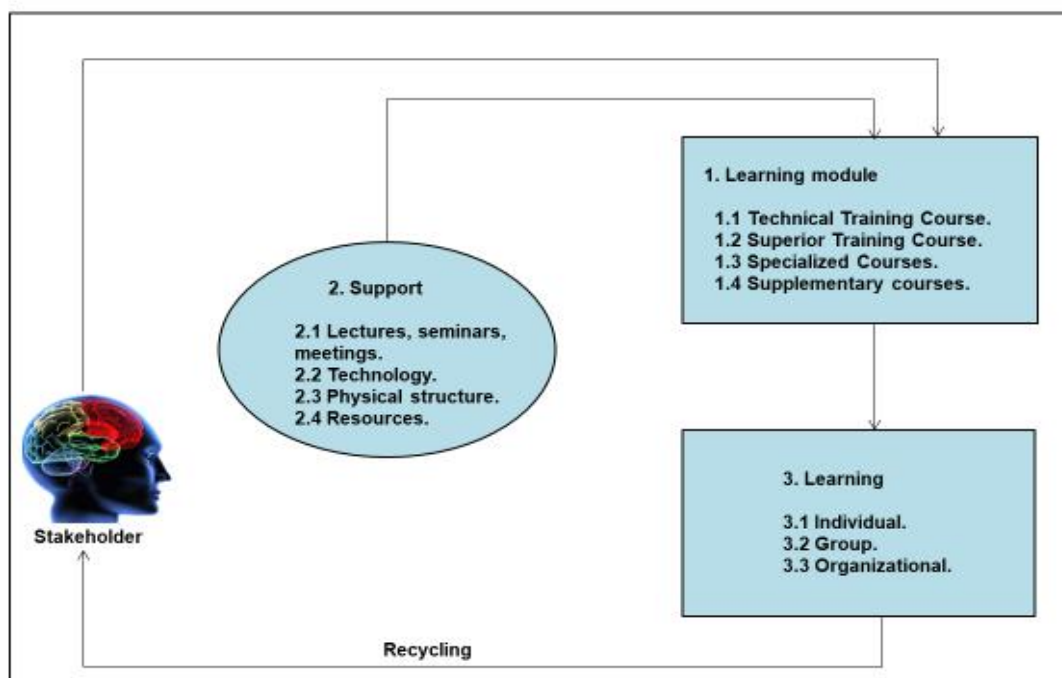 1. Learning module
1.1 Technical Training Course.
1.2 Superior Training Course.
1.3 Specialized Courses.
1.4 Supplementary courses.
2. Support
2.1 Lectures, seminars,
meetings.
2.2 Technology.
2.3 Physical structure.
2.4 Resources.
3. Learning
3.1 Individual.
3.2 Group.
3.3 Organizational.
Stakeholder
Recycling